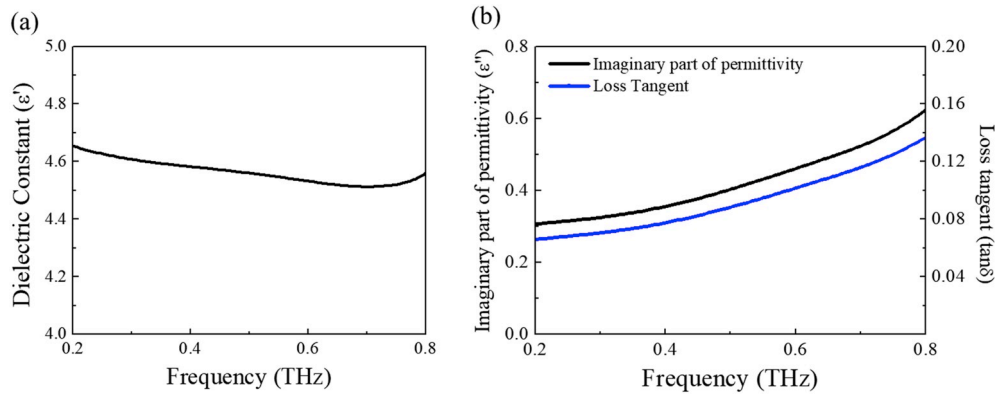 (a)
5.0
4.8
4.6
4.4
4.2
4.0
Dielectric Constant (ε')
0.2
0.4
0.6
0.8
Frequency (THz)
(b)
0.8
0.6
0.4
0.2
0.0
Imaginary part of permittivity (ε")
Imaginary part of permittivity
Loss Tangent
0.20
0.16
0.12
0.08
0.04
Loss tangent (tanδ)
0.2
0.4
0.6
0.8
Frequency (THz)